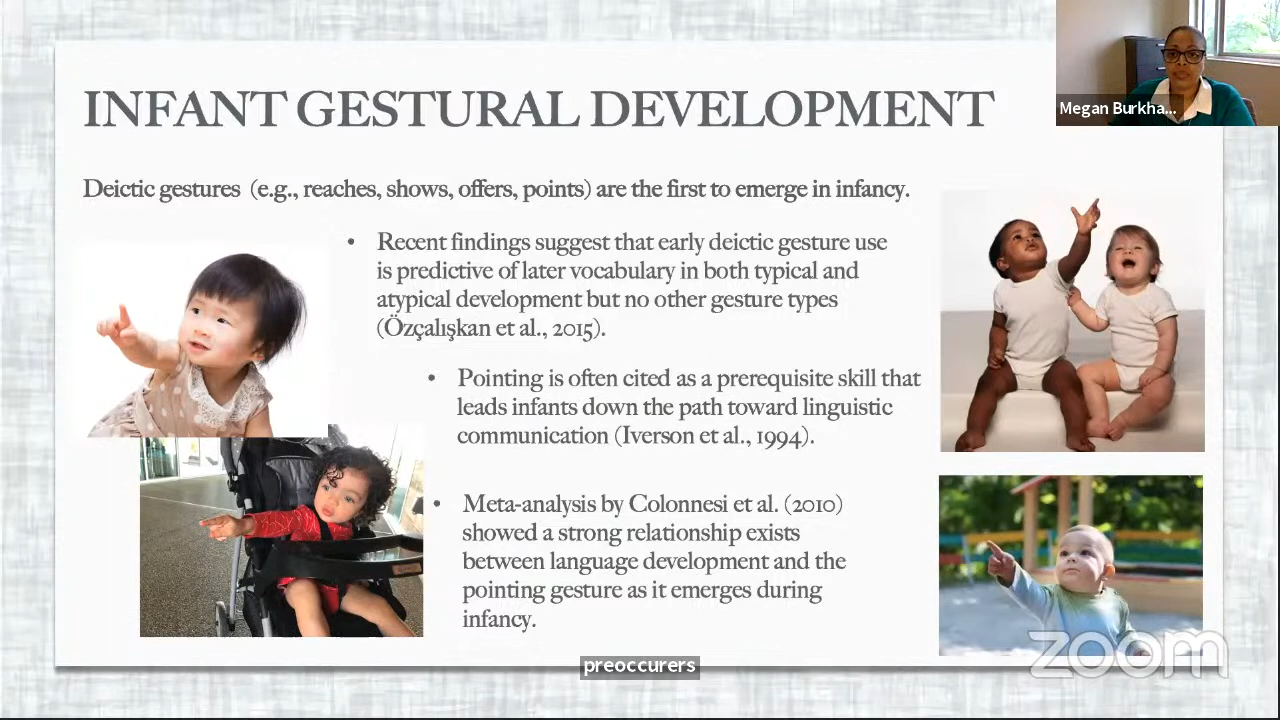 INFANT GESTURAL DEVELOPMENT
Megan Burkha...
Deictic gestures (e.g., reaches, shows, offers, points) are the first to emerge in infancy.
• Recent findings suggest that early deictic gesture use
is predictive of later vocabulary in both typical and
atypical development but no other gesture types
(Özçalışkan et al., 2015).
• Pointing is often cited as a prerequisite skill that
leads infants down the path toward linguistic
communication (Iverson et al., 1994).
• Meta-analysis by Colonnesi et al. (2010)
showed a strong relationship exists
between language development and the
pointing gesture as it emerges during
infancy.
preoccurers
zoom